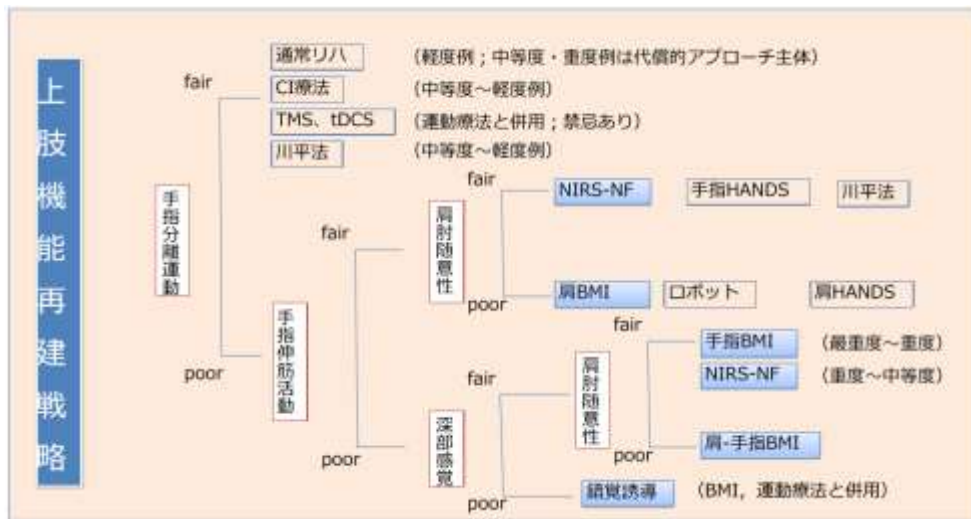 上肢機能再建戦略
fair
通常リハ (軽度例；中等度・重度例は代償的アプローチ主体)
CI療法 (中等度～軽度例)
TMS、tDCS (運動療法と併用；禁忌あり)
川平法 (中等度～軽度例)
手指分離運動
poor
手指伸筋活動
fair
肩肘随意性
fair
NIRS-NF 手指HANDS 川平法
poor
肩BMI ロボット 肩HANDS
poor
深部感覚
fair
肩肘随意性
fair
手指BMI (最重度～重度)
NIRS-NF (重度～中等度)
poor
肩-手指BMI
poor
錯覚誘導 (BMI，運動療法と併用)